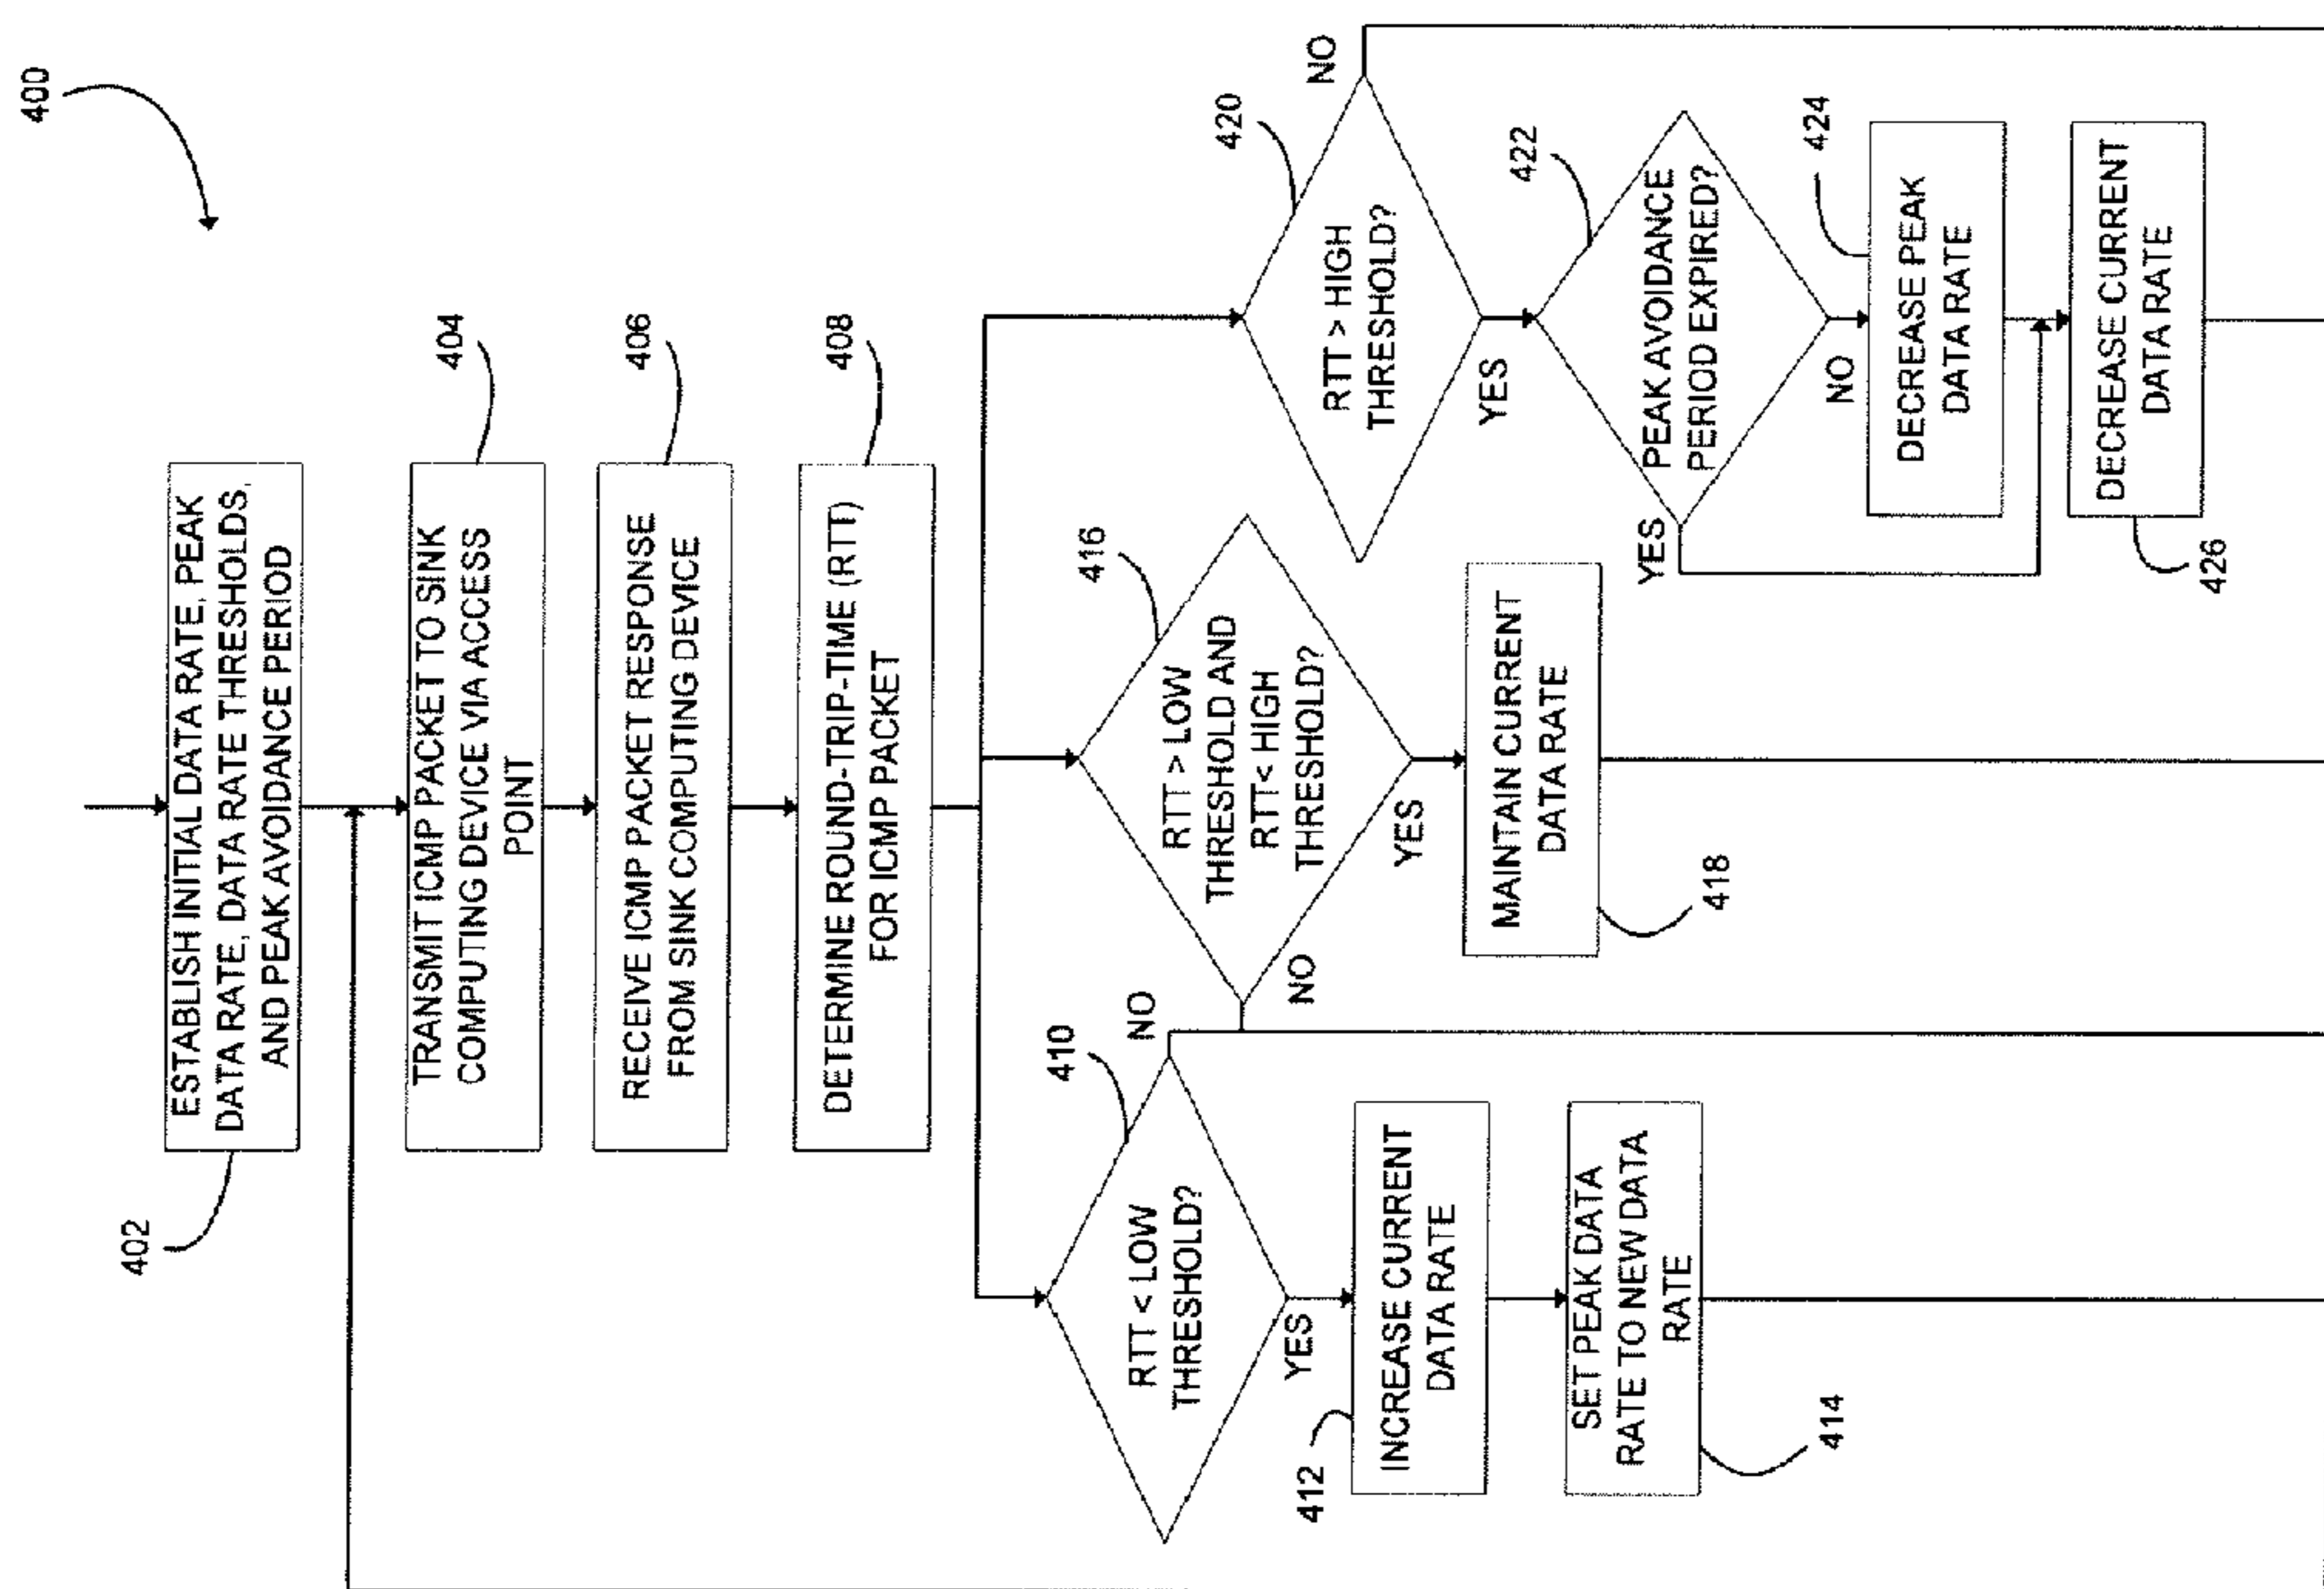 400
402
ESTABLISH INITIAL DATA RATE, PEAK
DATA RATE, DATA RATE THRESHOLDS,
AND PEAK AVOIDANCE PERIOD
404
TRANSMIT ICMP PACKET TO SINK
COMPUTING DEVICE VIA ACCESS
POINT
406
RECEIVE ICMP PACKET RESPONSE
FROM SINK COMPUTING DEVICE
408
DETERMINE ROUND-TRIP-TIME (RTT)
FOR ICMP PACKET
410
RTT < LOW
THRESHOLD?
NO
YES
412
INCREASE CURRENT
DATA RATE
414
SET PEAK DATA
RATE TO NEW DATA
RATE
416
RTT > LOW
THRESHOLD AND
RTT < HIGH
THRESHOLD?
NO
YES
MAINTAIN CURRENT
DATA RATE
418
420
RTT > HIGH
THRESHOLD?
NO
YES
422
PEAK AVOIDANCE
PERIOD EXPIRED?
YES
NO
424
DECREASE PEAK
DATA RATE
DECREASE CURRENT
DATA RATE
426